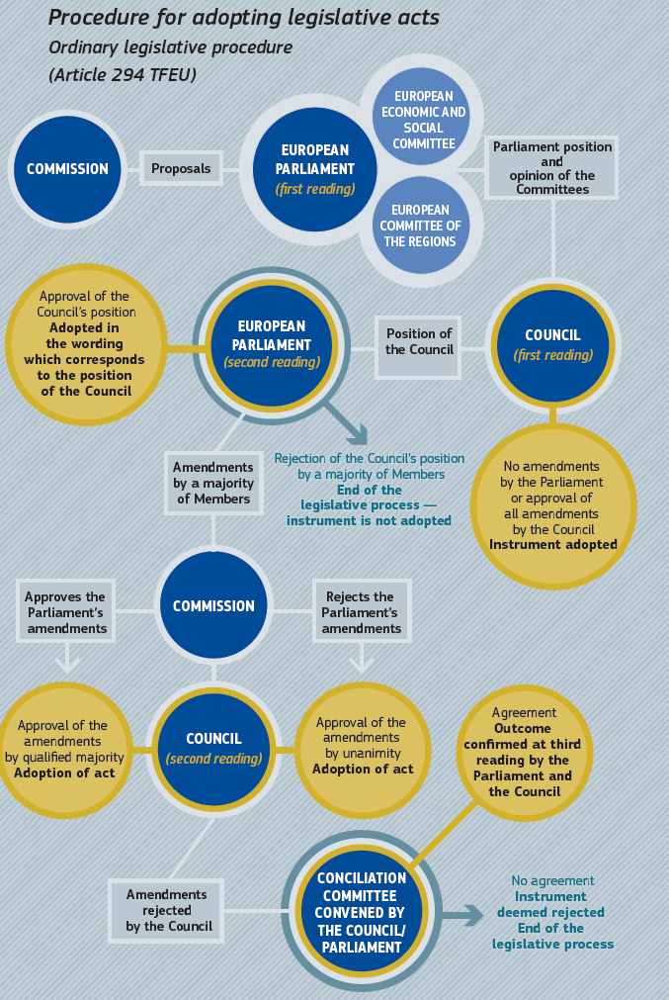 Procedure for adopting legislative acts
Ordinary legislative procedure
(Article 294 TFEU)
COMMISSION
Proposals
EUROPEAN
PARLIAMENT
(first reading)
EUROPEAN
ECONOMIC AND
SOCIAL
COMMITTEE
EUROPEAN
COMMITTEE OF
THE REGIONS
Parliament position
and
opinion of the
Committees
Approval of the
Council's position
Adopted in
the wording
which corresponds
to the position
of the Council
EUROPEAN
PARLIAMENT
(second reading)
Position of
the Council
COUNCIL
(first reading)
Amendments
by a majority
of Members
Rejection of the Council's position
by a majority of Members
End of the
legislative process —
instrument is not adopted
No amendments
by the Parliament
or approval of
all amendments
by the Council
Instrument adopted
Approves the
Parliament's
amendments
COMMISSION
Rejects the
Parliament's
amendments
Approval of the
amendments
by qualified majority
Adoption of act
COUNCIL
(second reading)
Approval of the
amendments
by unanimity
Adoption of act
Agreement
Outcome
confirmed at third
reading by the
Parliament and
the Council
Amendments
rejected
by the Council
CONCILIATION
COMMITTEE
CONVENED BY
THE COUNCIL/
PARLIAMENT
No agreement
Instrument
deemed rejected
End of the
legislative process